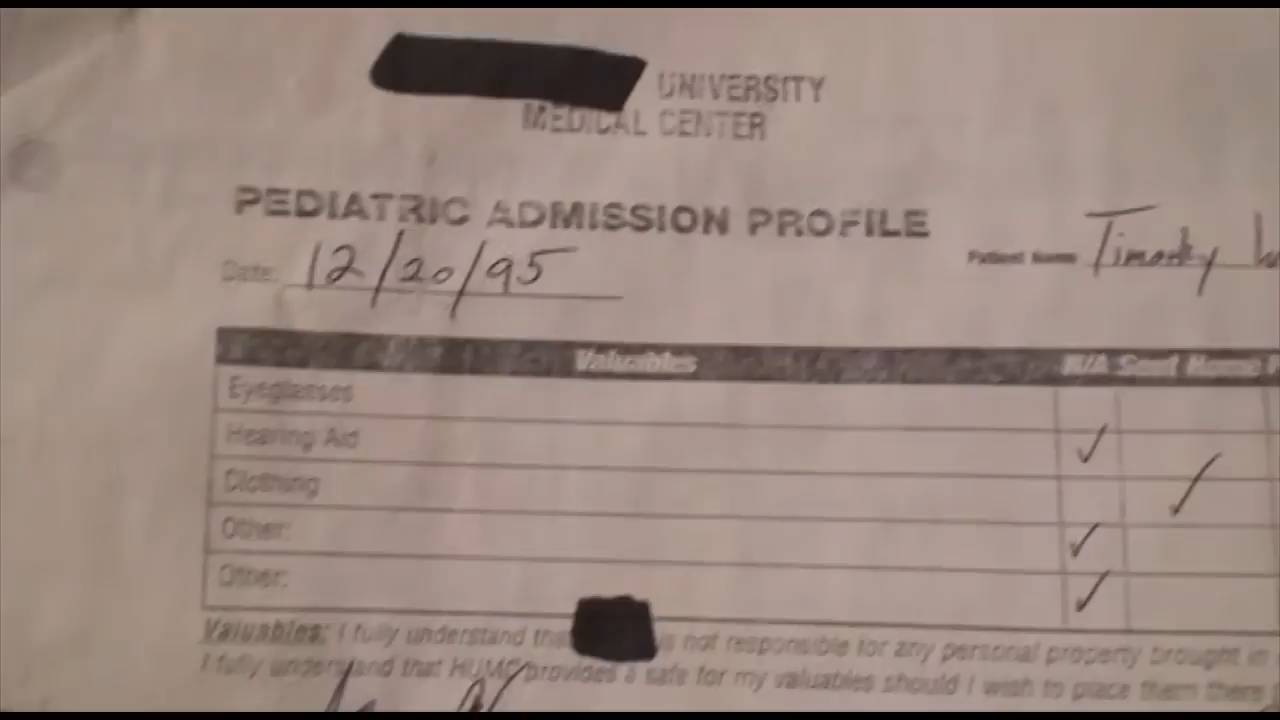 UNIVERSITY
MEDICAL CENTER
PEDIATRIC ADMISSION PROFILE
Date: 12/20/95
Patient Name Timothy
Valuables N/A Sent Home
Eyeglasses
Hearing Aid ✓
Clothing ✓
Other: ✓
Other: ✓
Valuables: I fully understand is not responsible for any personal property brought in
I fully understand that HUMC provides a safe for my valuables should I wish to place them there